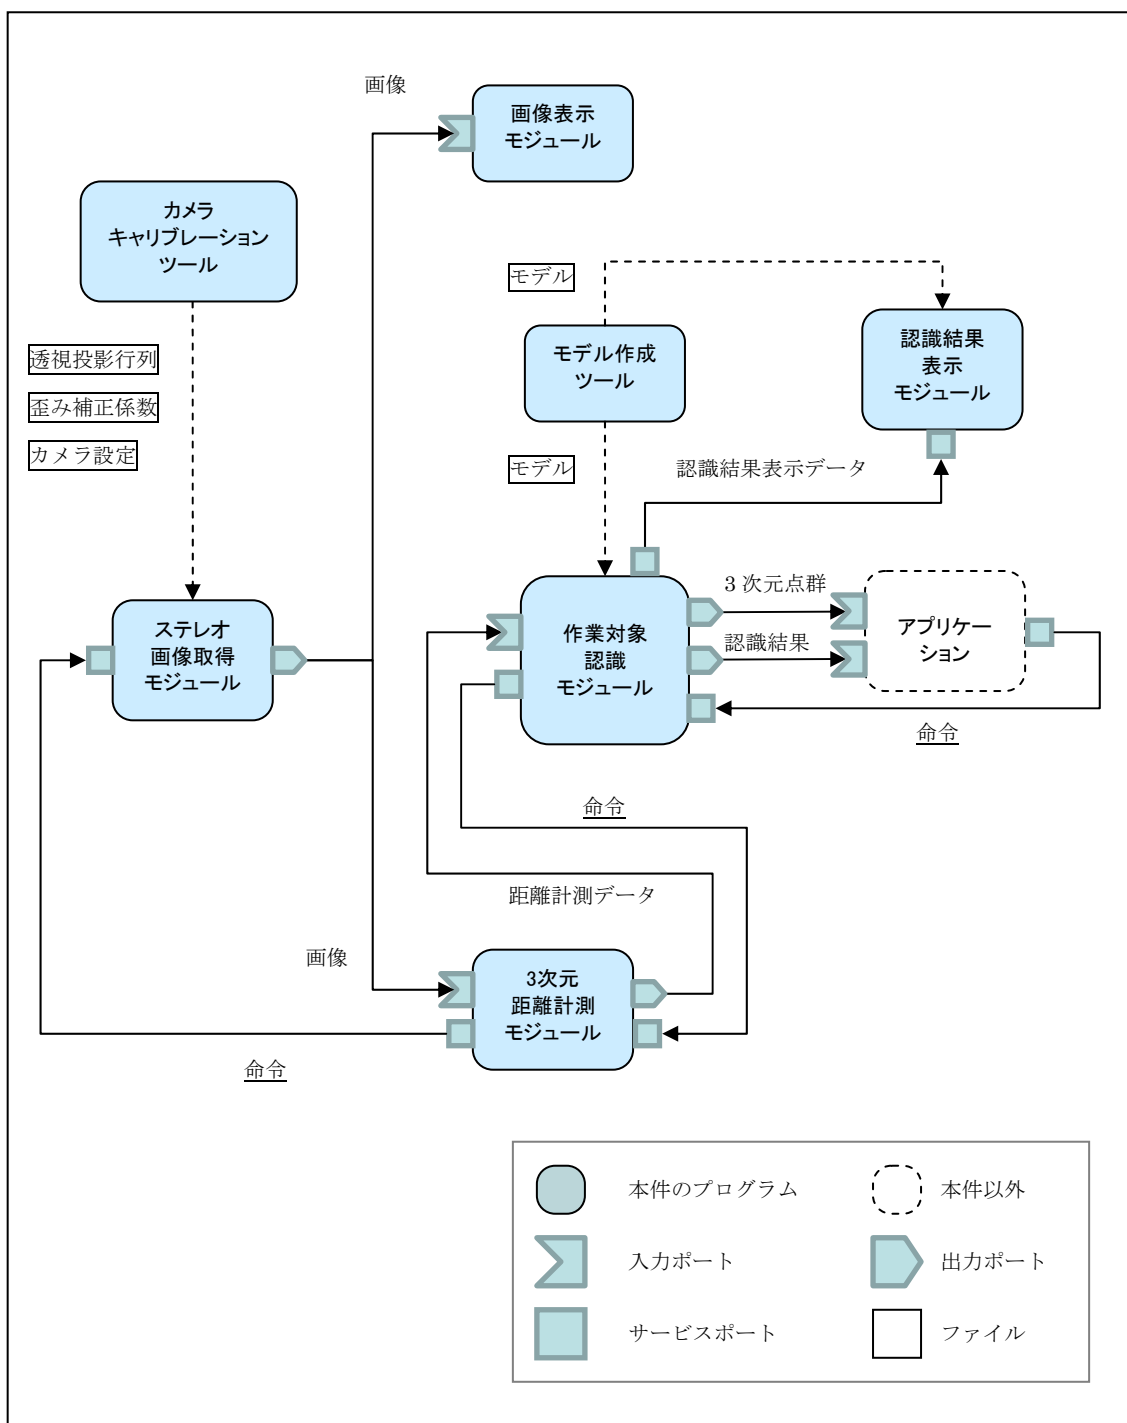 画像
画像表示
モジュール
カメラ
キャリブレーション
ツール
モデル
透視投影行列
歪み補正係数
カメラ設定
モデル作成
ツール
認識結果
表示
モジュール
モデル
認識結果表示データ
ステレオ
画像取得
モジュール
作業対象
認識
モジュール
3 次元点群
認識結果
アプリケー
ション
命令
命令
距離計測データ
画像
3次元
距離計測
モジュール
命令
本件のプログラム
本件以外
入力ポート
出力ポート
サービスポート
ファイル